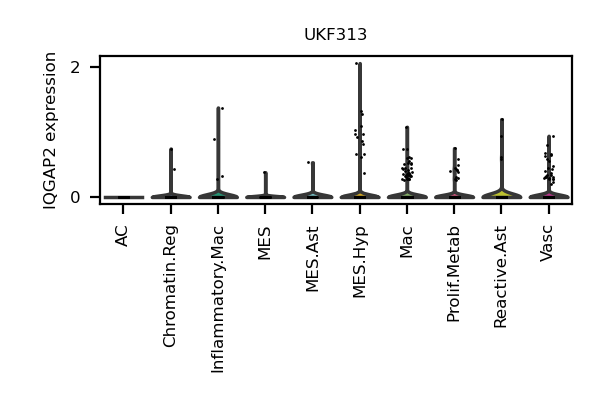 UKF313
IQGAP2 expression
2
0
AC
Chromatin.Reg
Inflammatory.Mac
MES
MES.Ast
MES.Hyp
Mac
Prolif.Metab
Reactive.Ast
Vasc